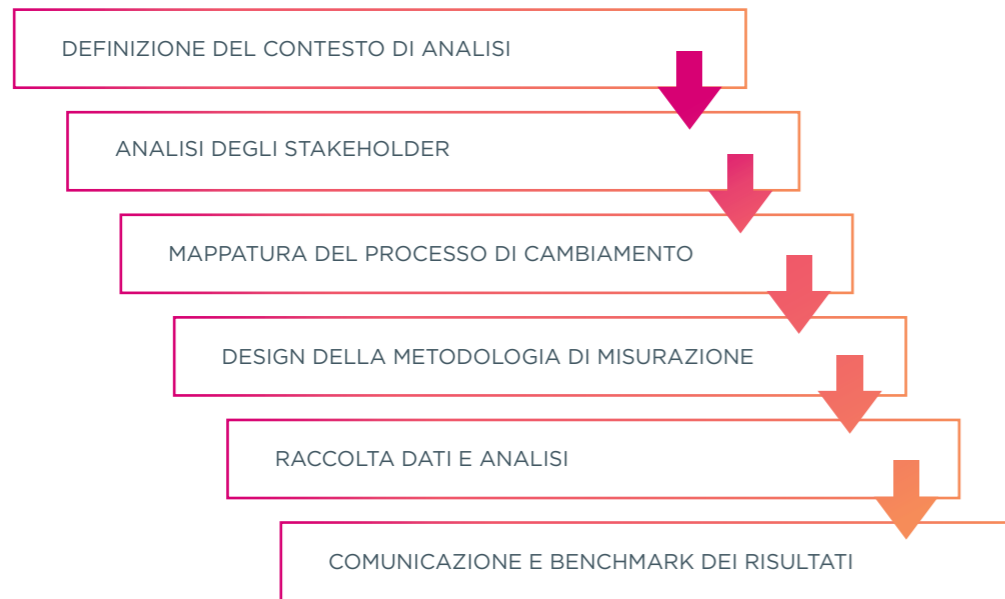 DEFINIZIONE DEL CONTESTO DI ANALISI
ANALISI DEGLI STAKEHOLDER
MAPPATURA DEL PROCESSO DI CAMBIAMENTO
DESIGN DELLA METODOLOGIA DI MISURAZIONE
RACCOLTA DATI E ANALISI
COMUNICAZIONE E BENCHMARK DEI RISULTATI